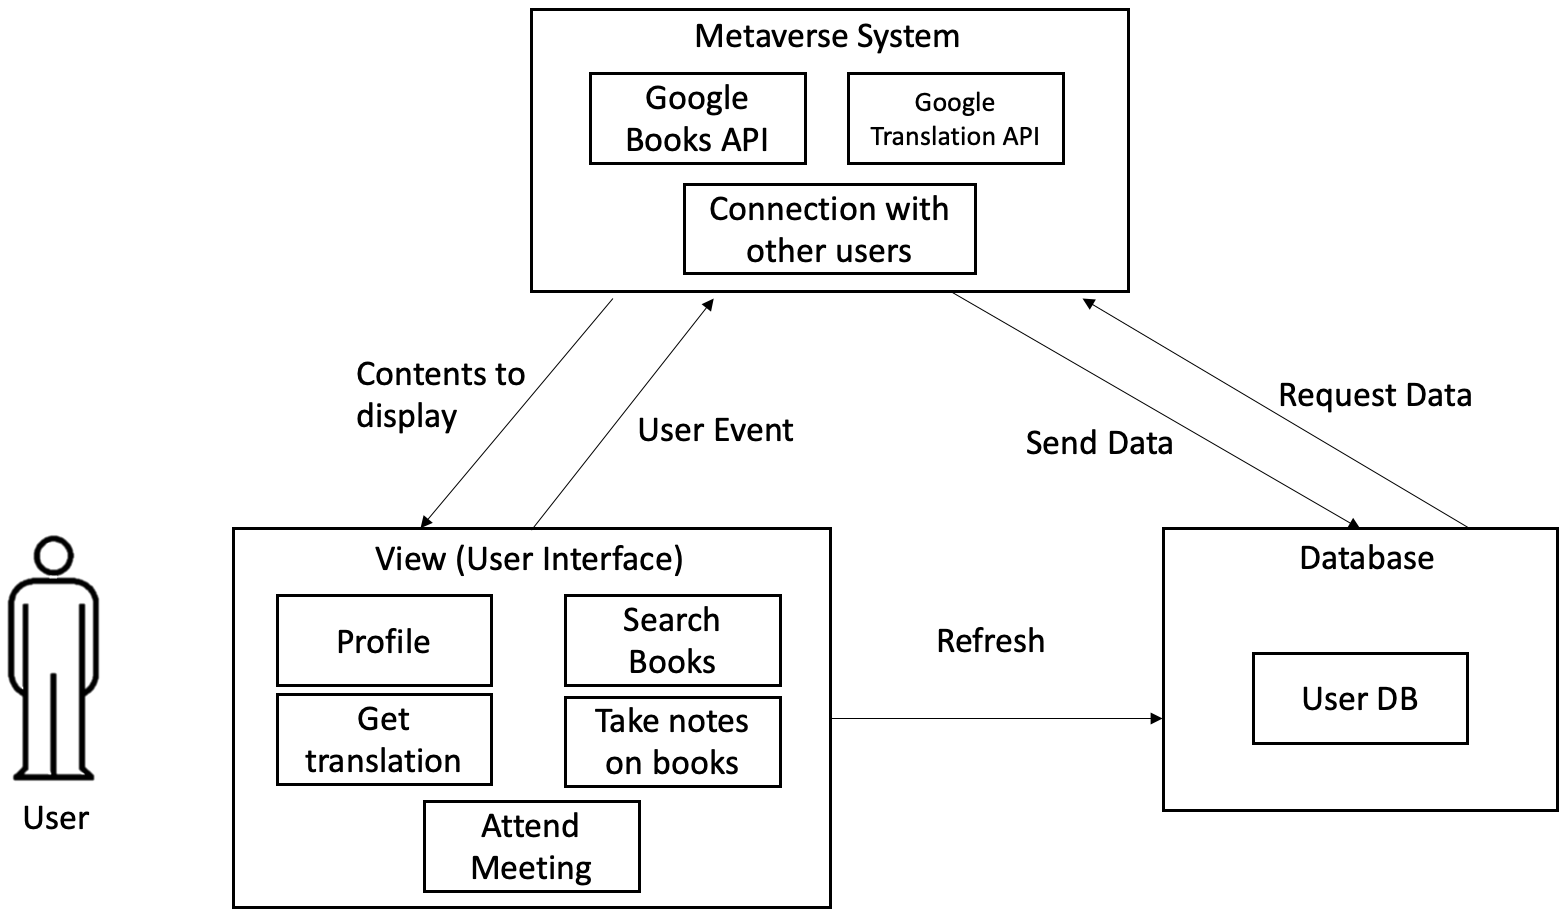 Metaverse System
Google
Books API
Google
Translation API
Connection with
other users
Contents to
display
User Event
Send Data
Request Data
View (User Interface)
Profile
Search
Books
Get
translation
Take notes
on books
Attend
Meeting
Refresh
Database
User DB
User